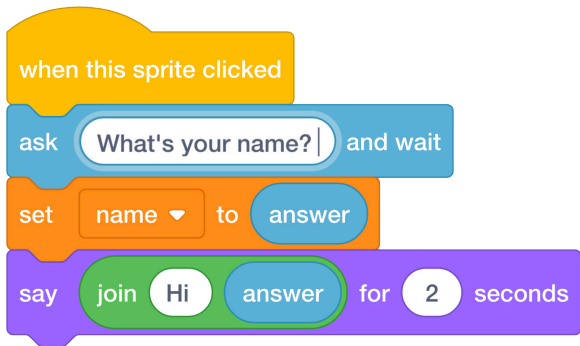 when this sprite clicked
ask What's your name? and wait
set name to answer
say join Hi answer for 2 seconds